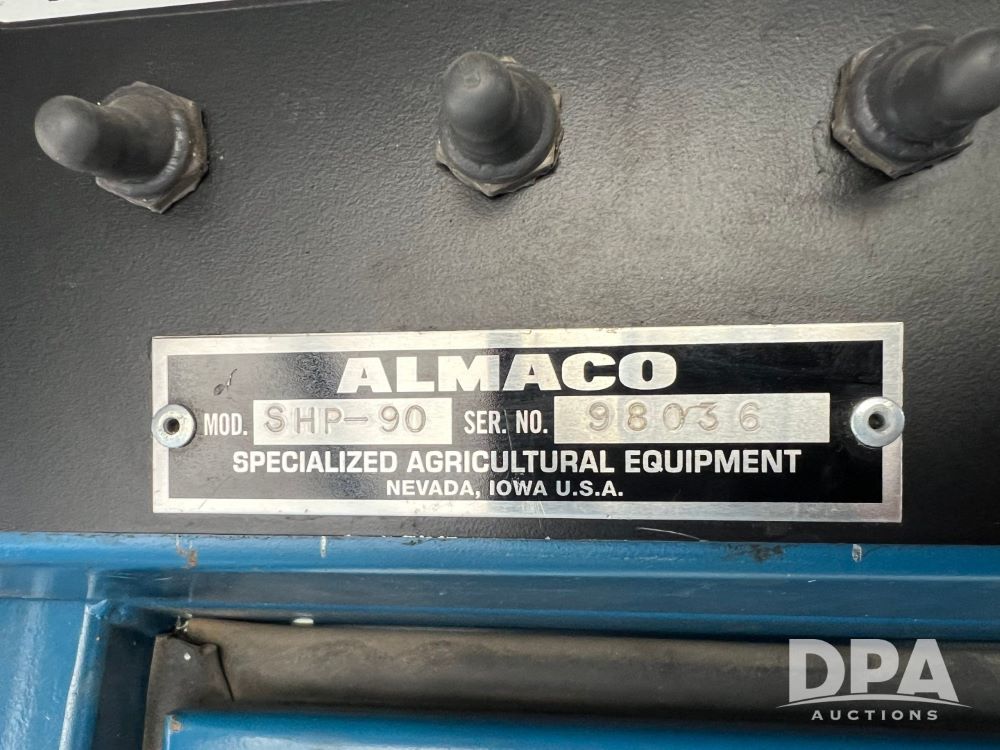 ALMACO
MOD. SHP-90 SER. NO. 98036
SPECIALIZED AGRICULTURAL EQUIPMENT
NEVADA, IOWA U.S.A.
DPA
AUCTIONS